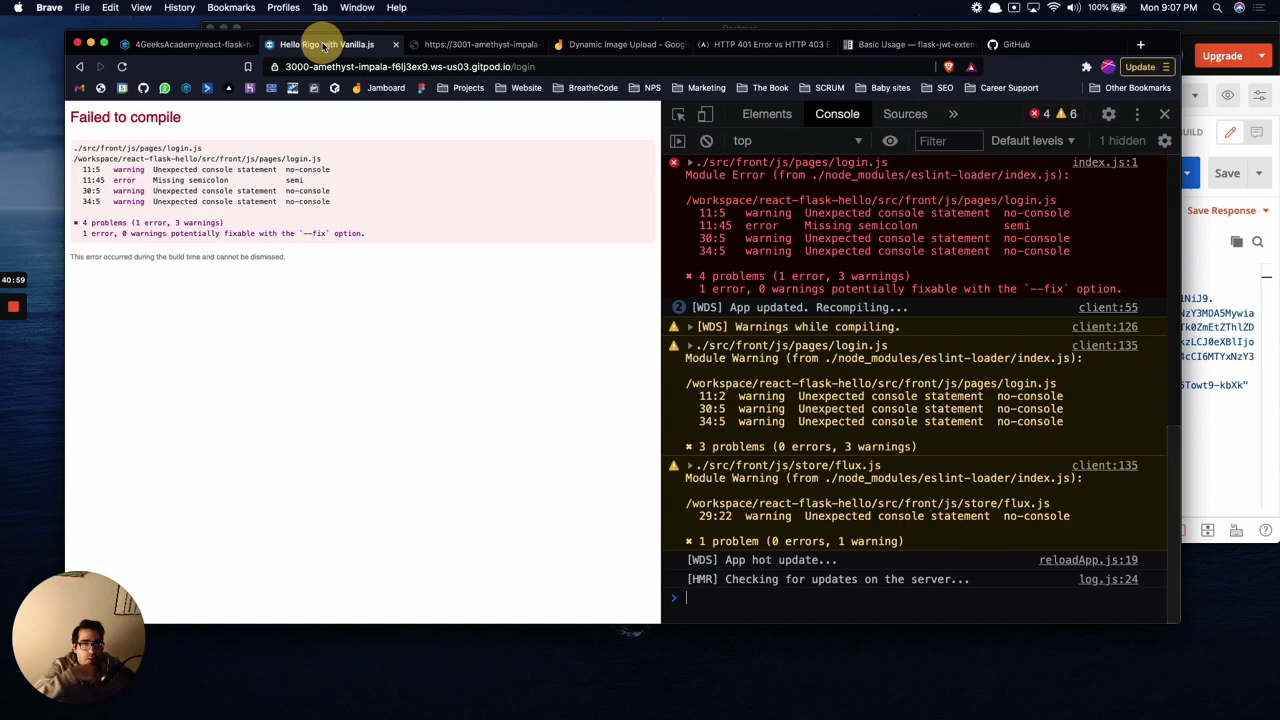 Brave File Edit View History Bookmarks Profiles Tab Window Help
100% Mon 9:07 PM
4GeeksAcademy/react-flask-h
Hello Rigo with Vanilla.js
https://3001-amethyst-impala-
Dynamic Image Upload - Goog
HTTP 401 Error vs HTTP 403 E
Basic Usage — flask-jwt-exten
GitHub
3000-amethyst-impala-f6lj3ex9.ws-us03.gitpod.io/login
Update
Jamboard Projects Website BreatheCode NPS Marketing The Book SCRUM Baby sites SEO Career Support Other Bookmarks
Upgrade
BUILD
Save
Save Response
Failed to compile
./src/front/js/pages/login.js
/workspace/react-flask-hello/src/front/js/pages/login.js
11:5 warning Unexpected console statement no-console
11:45 error Missing semicolon semi
30:5 warning Unexpected console statement no-console
34:5 warning Unexpected console statement no-console
✖ 4 problems (1 error, 3 warnings)
1 error, 0 warnings potentially fixable with the `--fix` option.
This error occurred during the build time and cannot be dismissed.
40:59
Elements Console Sources » 4 6
top Filter Default levels 1 hidden
./src/front/js/pages/login.js index.js:1
Module Error (from ./node_modules/eslint-loader/index.js):
/workspace/react-flask-hello/src/front/js/pages/login.js
11:5 warning Unexpected console statement no-console
11:45 error Missing semicolon semi
30:5 warning Unexpected console statement no-console
34:5 warning Unexpected console statement no-console
✖ 4 problems (1 error, 3 warnings)
1 error, 0 warnings potentially fixable with the `--fix` option.
2 [WDS] App updated. Recompiling... client:55
[WDS] Warnings while compiling. client:126
./src/front/js/pages/login.js client:135
Module Warning (from ./node_modules/eslint-loader/index.js):
/workspace/react-flask-hello/src/front/js/pages/login.js
11:2 warning Unexpected console statement no-console
30:5 warning Unexpected console statement no-console
34:5 warning Unexpected console statement no-console
✖ 3 problems (0 errors, 3 warnings)
./src/front/js/store/flux.js client:135
Module Warning (from ./node_modules/eslint-loader/index.js):
/workspace/react-flask-hello/src/front/js/store/flux.js
29:22 warning Unexpected console statement no-console
✖ 1 problem (0 errors, 1 warning)
[WDS] App hot update... reloadApp.js:19
[HMR] Checking for updates on the server... log.js:24
>
1NiJ9.
NzY3MDA5Mywia
Tk0ZmEtZThlZD
kzLCJ0eXBlIjo
4cCI6MTYxNzY3
5Towt9-kbXk"